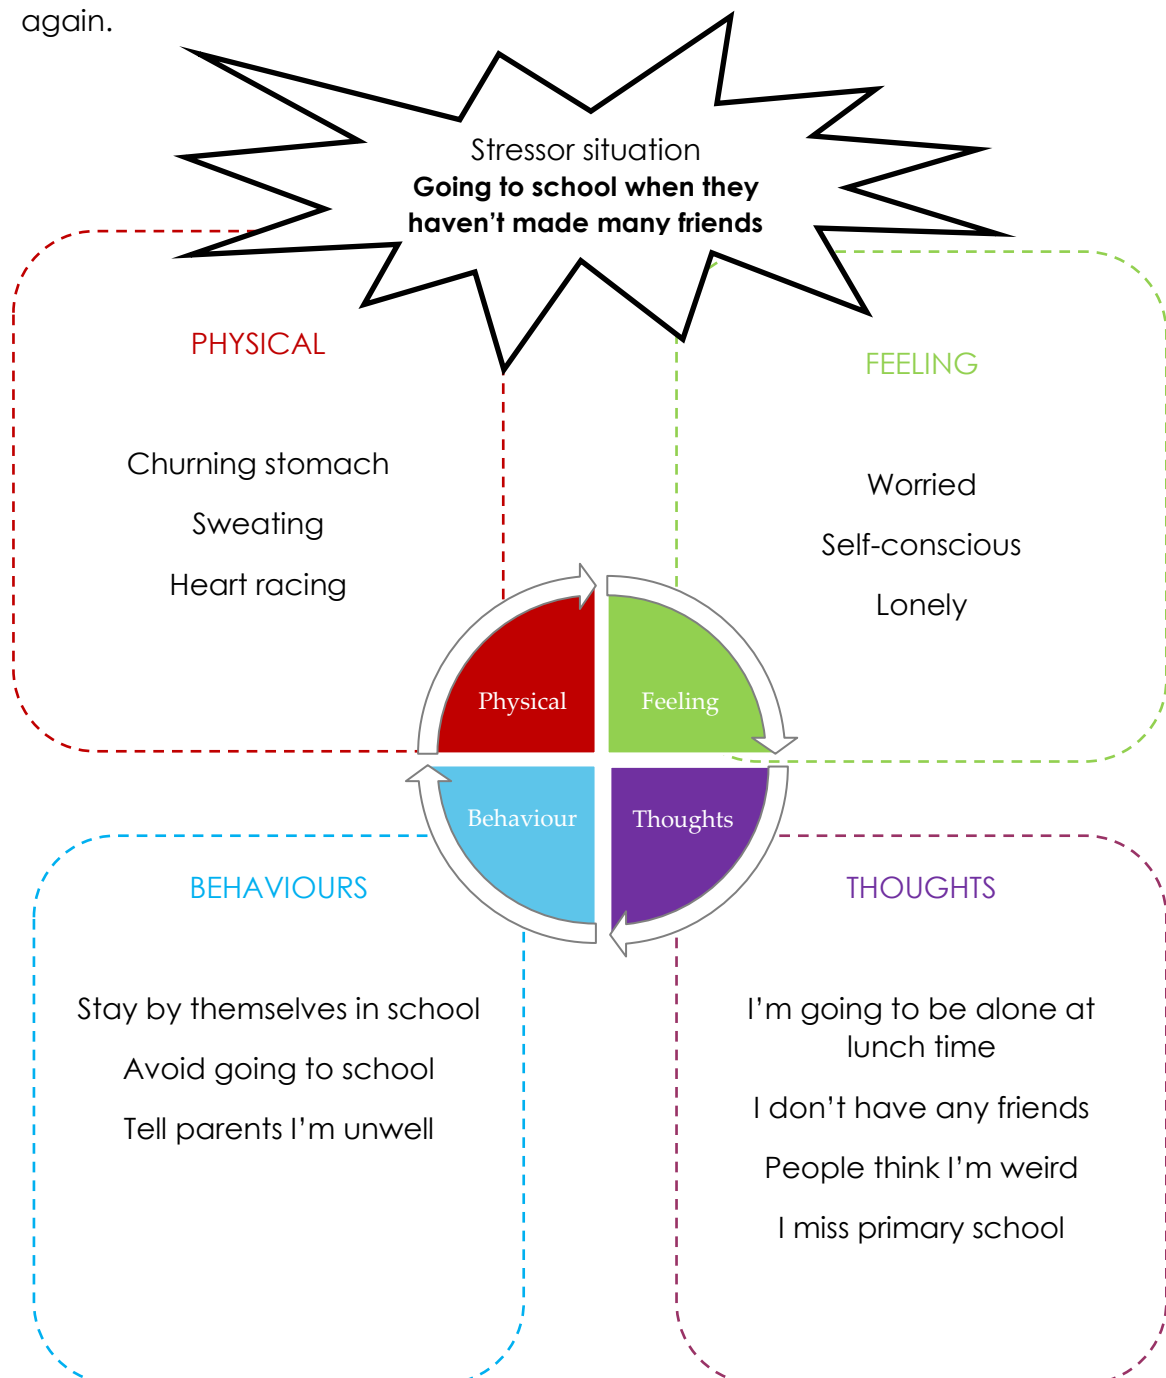 again.
Stressor situation
Going to school when they
haven't made many friends
PHYSICAL
Churning stomach
Sweating
Heart racing
FEELING
Worried
Self-conscious
Lonely
Physical
Feeling
Behaviour
Thoughts
BEHAVIOURS
Stay by themselves in school
Avoid going to school
Tell parents I'm unwell
THOUGHTS
I'm going to be alone at
lunch time
I don't have any friends
People think I'm weird
I miss primary school